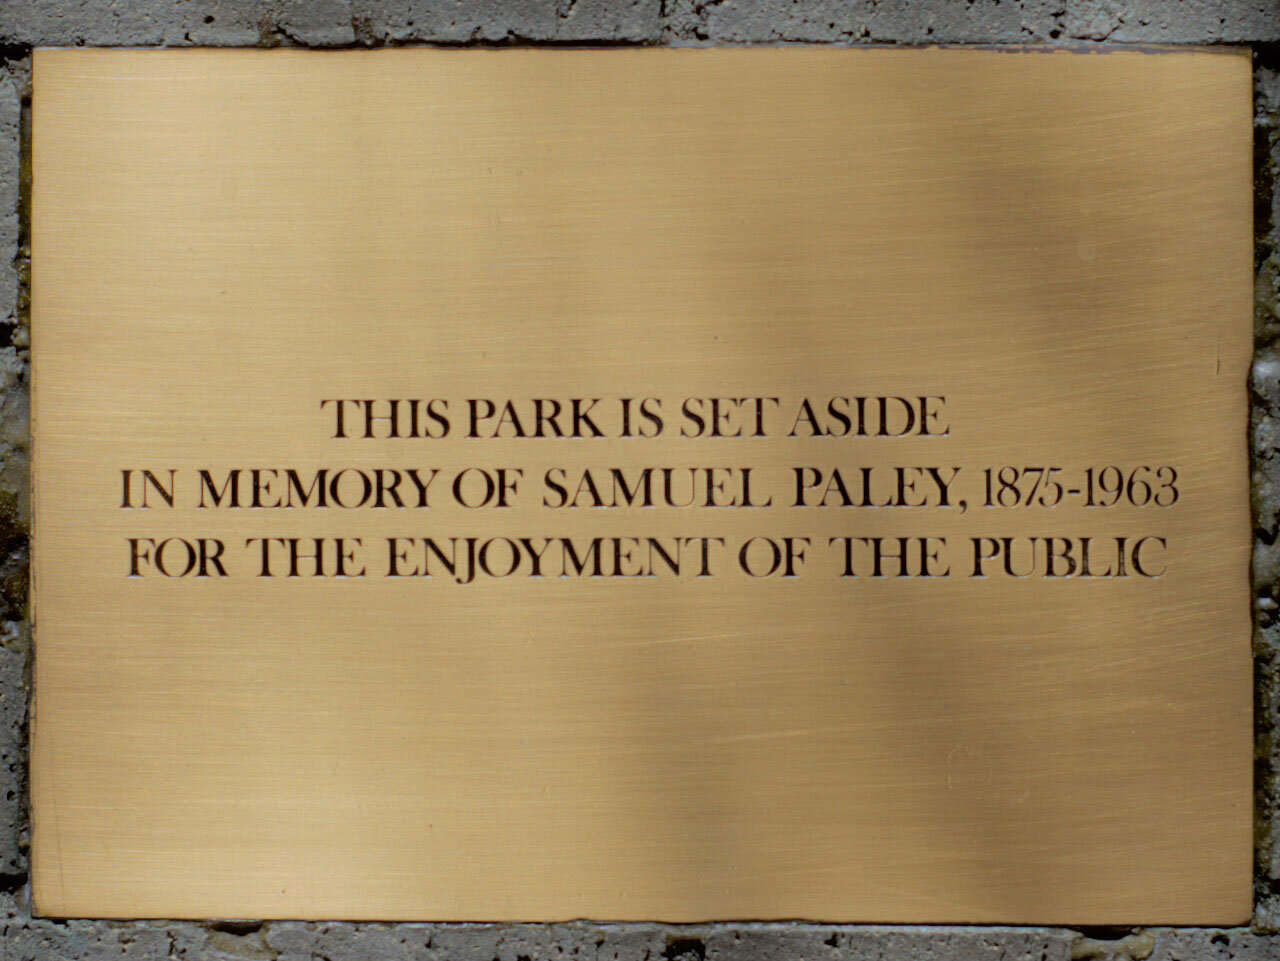 THIS PARK IS SET ASIDE
IN MEMORY OF SAMUEL PALEY, 1875-1963
FOR THE ENJOYMENT OF THE PUBLIC